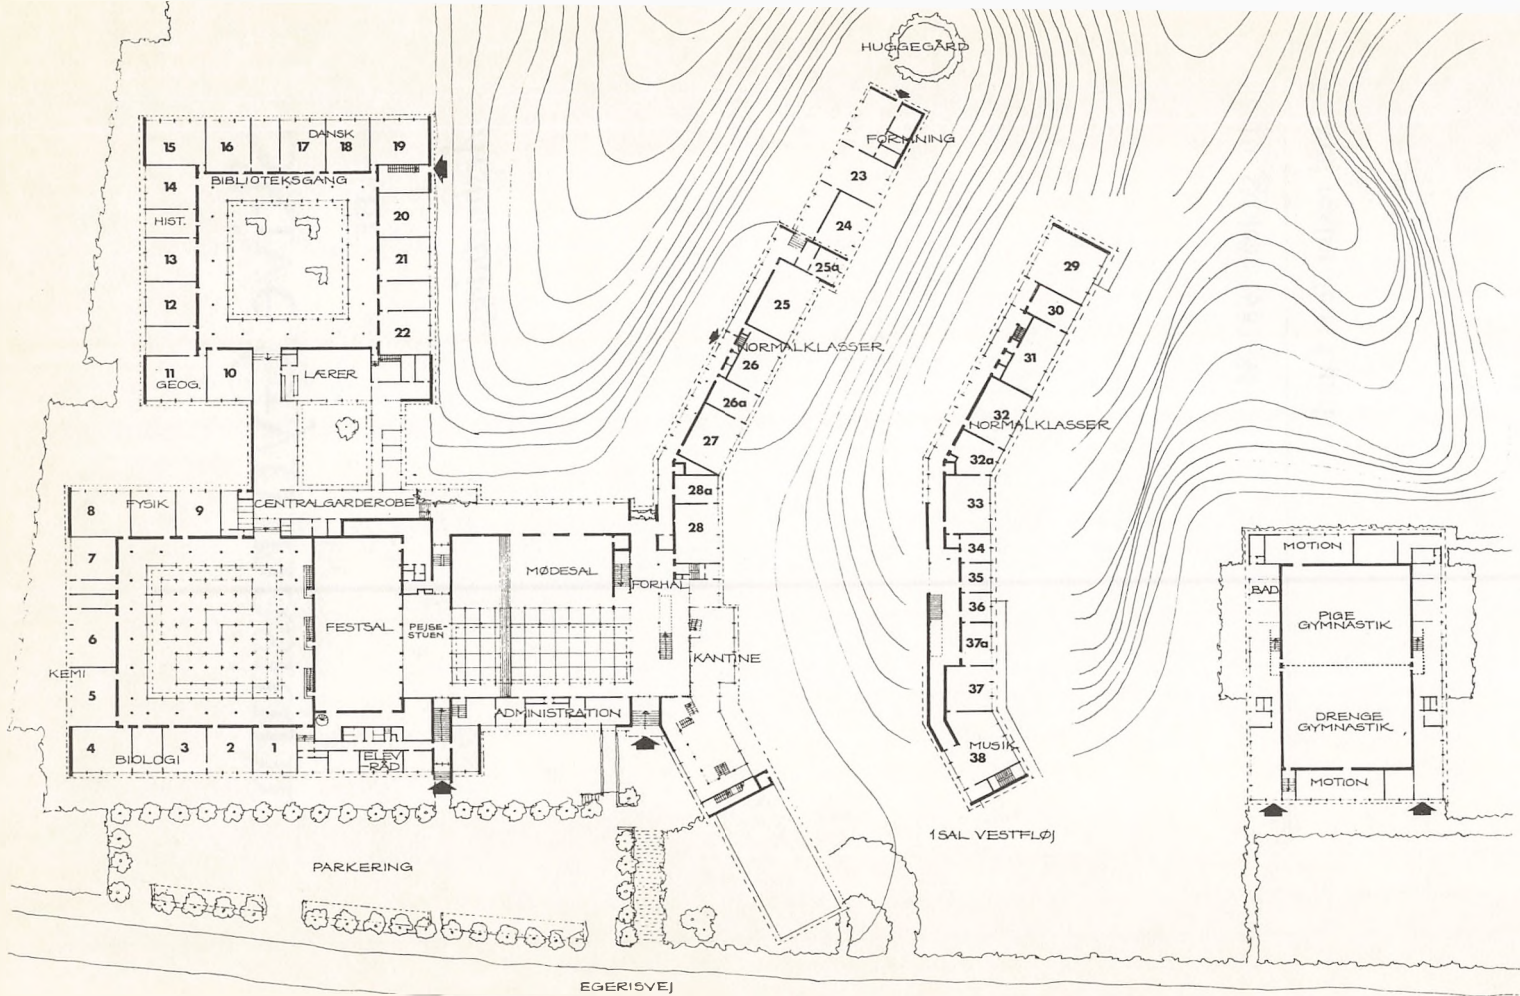 HUGGEGÅRD
FORMNING
23
24
25a
25
NORMALKLASSER
26
26a
27
28a
28
15
16
17
DANSK
18
19
BIBLIOTEKSGANG
14
HIST.
13
12
11
GEOG.
10
LÆRER
20
21
22
8
FYSIK
9
CENTRALGARDEROBE
7
6
KEMI
5
4
BIOLOGI
3
2
1
ELEV
-RÅD
FESTSAL
PEJSE-
STUEN
MØDESAL
FORHAL
KANTINE
ADMINISTRATION
29
30
31
32
NORMALKLASSER
32a
33
34
35
36
37a
37
MUSIK
38
1 SAL VESTFLØJ
MOTION
BAD
PIGE
GYMNASTIK
DRENGE
GYMNASTIK
MOTION
PARKERING
EGERISVEJ